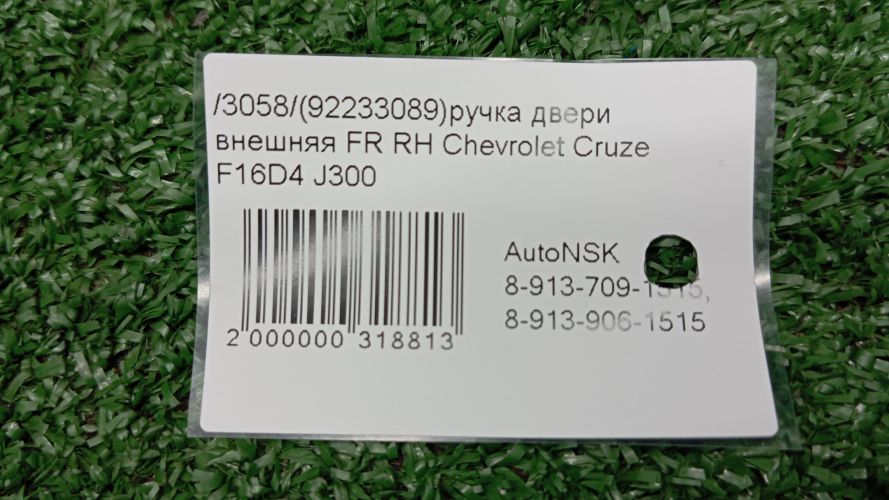 /3058/(92233089)ручка двери
внешняя FR RH Chevrolet Cruze
F16D4 J300
AutoNSK
8-913-709-1515,
8-913-906-1515
2 000000 318813